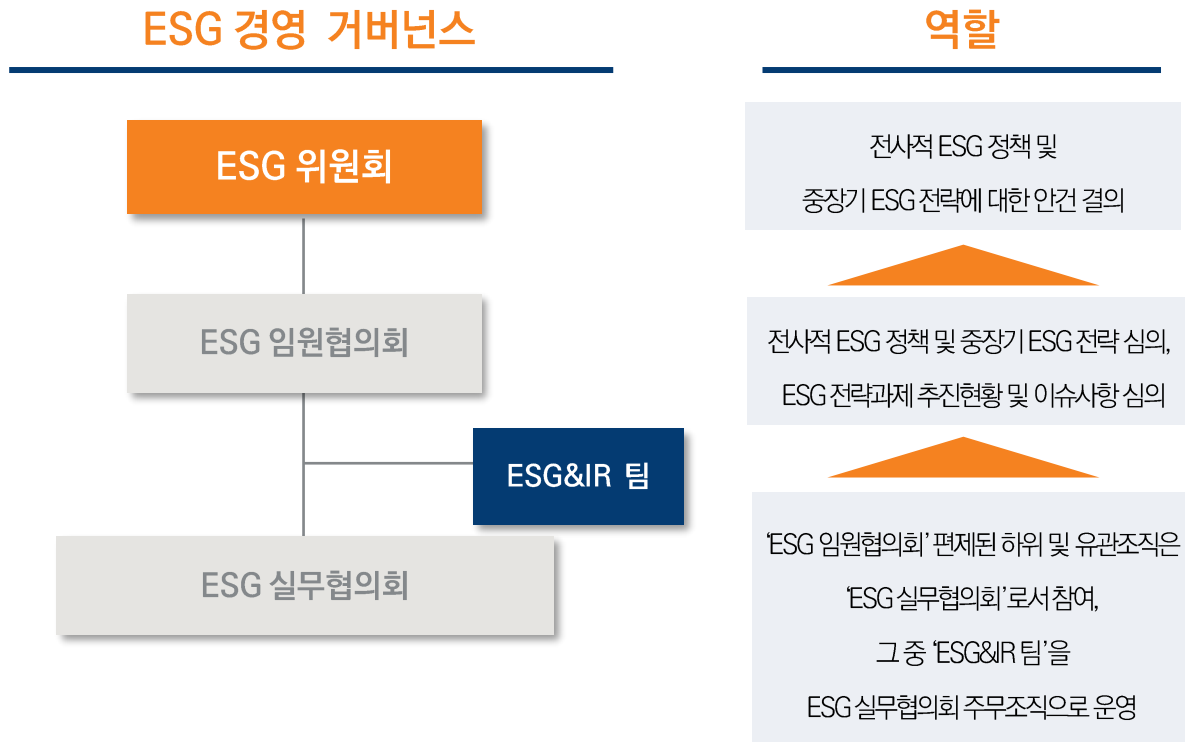 ESG 경영 거버넌스
ESG 위원회
ESG 임원협의회
ESG&IR 팀
ESG 실무협의회
역할
전사적 ESG 정책 및
중장기 ESG 전략에 대한 안건 결의
전사적 ESG 정책 및 중장기 ESG 전략 심의,
ESG 전략과제 추진현황 및 이슈사항 심의
‘ESG 임원협의회’ 편제된 하위 및 유관조직은
‘ESG 실무협의회’로서 참여,
그 중 ‘ESG&IR 팀’을
ESG 실무협의회 주무조직으로 운영